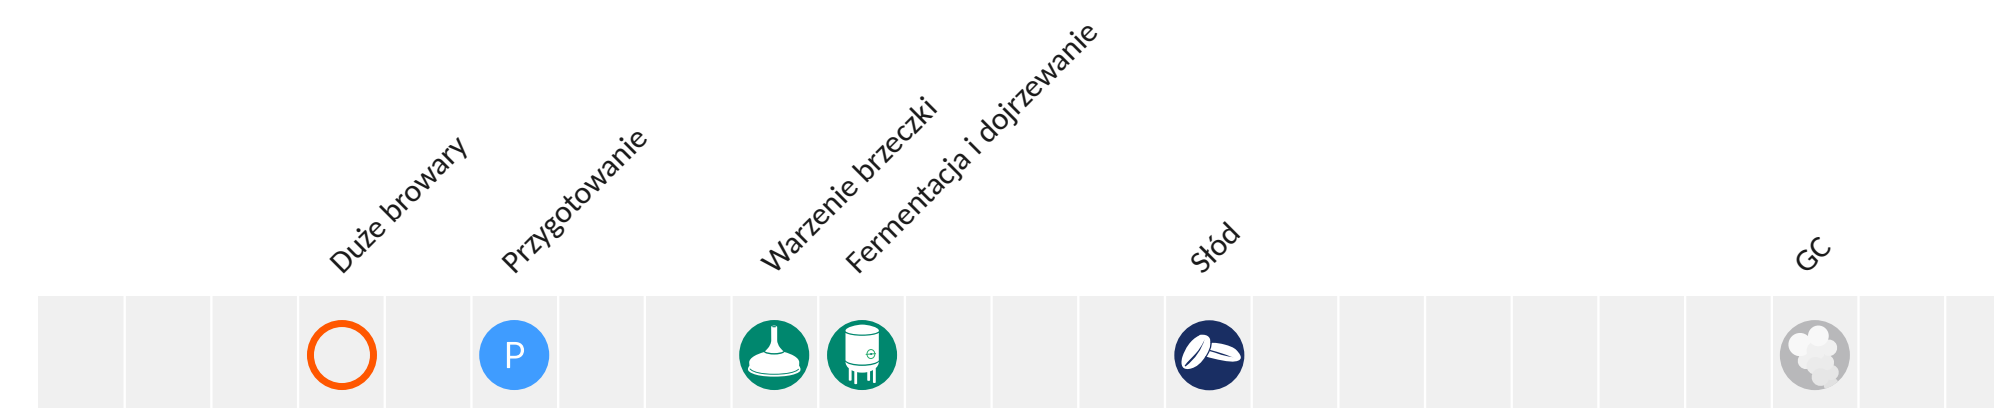 Duże browary
Przygotowanie
Warzenie brzeczki
Fermentacja i dojrzewanie
Słód
GC
P